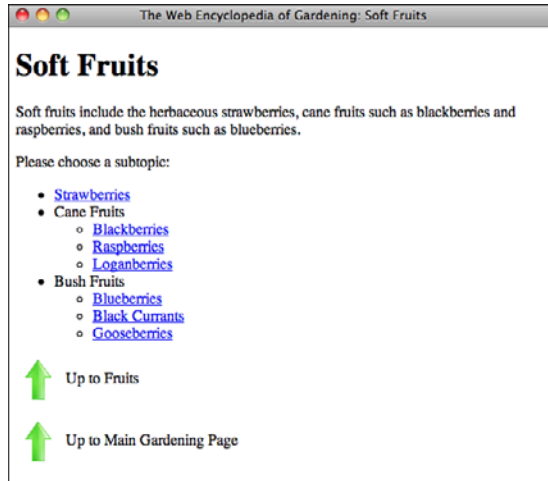 The Web Encyclopedia of Gardening: Soft Fruits
Soft Fruits
Soft fruits include the herbaceous strawberries, cane fruits such as blackberries and
raspberries, and bush fruits such as blueberries.
Please choose a subtopic:
Strawberries
Cane Fruits
Blackberries
Raspberries
Loganberries
Bush Fruits
Blueberries
Black Currants
Gooseberries
Up to Fruits
Up to Main Gardening Page